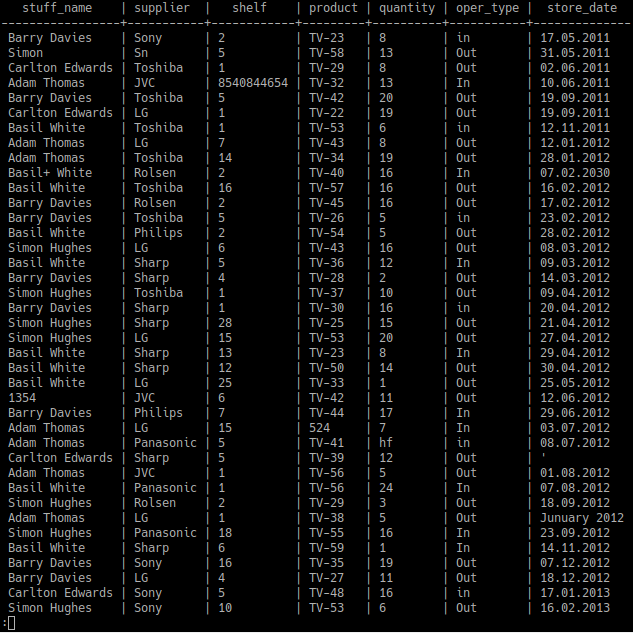 stuff_name | supplier | shelf | product | quantity | oper_type | store_date
----------------+-----------+------------+---------+----------+-----------+--------------
Barry Davies | Sony | 2 | TV-23 | 8 | in | 17.05.2011
Simon | Sn | 5 | TV-58 | 13 | Out | 31.05.2011
Carlton Edwards | Toshiba | 1 | TV-29 | 8 | Out | 02.06.2011
Adam Thomas | JVC | 8540844654 | TV-32 | 13 | In | 10.06.2011
Barry Davies | Toshiba | 5 | TV-42 | 20 | Out | 19.09.2011
Carlton Edwards | LG | 1 | TV-22 | 19 | Out | 19.09.2011
Basil White | Toshiba | 1 | TV-53 | 6 | in | 12.11.2011
Adam Thomas | LG | 7 | TV-43 | 8 | Out | 12.01.2012
Adam Thomas | Toshiba | 14 | TV-34 | 19 | Out | 28.01.2012
Basil+ White | Rolsen | 2 | TV-40 | 16 | In | 07.02.2030
Basil White | Toshiba | 16 | TV-57 | 16 | Out | 16.02.2012
Barry Davies | Rolsen | 2 | TV-45 | 16 | Out | 17.02.2012
Barry Davies | Toshiba | 5 | TV-26 | 5 | in | 23.02.2012
Basil White | Philips | 2 | TV-54 | 5 | Out | 28.02.2012
Simon Hughes | LG | 6 | TV-43 | 16 | Out | 08.03.2012
Basil White | Sharp | 5 | TV-36 | 12 | In | 09.03.2012
Barry Davies | Sharp | 4 | TV-28 | 2 | Out | 14.03.2012
Simon Hughes | Toshiba | 1 | TV-37 | 10 | Out | 09.04.2012
Barry Davies | Sharp | 1 | TV-30 | 16 | in | 20.04.2012
Simon Hughes | Sharp | 28 | TV-25 | 15 | Out | 21.04.2012
Simon Hughes | LG | 15 | TV-53 | 20 | Out | 27.04.2012
Basil White | Sharp | 13 | TV-23 | 8 | In | 29.04.2012
Basil White | Sharp | 12 | TV-50 | 14 | Out | 30.04.2012
Basil White | LG | 25 | TV-33 | 1 | Out | 25.05.2012
1354 | JVC | 6 | TV-42 | 11 | Out | 12.06.2012
Barry Davies | Philips | 7 | TV-44 | 17 | In | 29.06.2012
Adam Thomas | LG | 15 | 524 | 7 | In | 03.07.2012
Adam Thomas | Panasonic | 5 | TV-41 | hf | in | 08.07.2012
Carlton Edwards | Sharp | 5 | TV-39 | 12 | Out | '
Adam Thomas | JVC | 1 | TV-56 | 5 | Out | 01.08.2012
Basil White | Panasonic | 1 | TV-56 | 24 | In | 07.08.2012
Simon Hughes | Rolsen | 2 | TV-29 | 3 | Out | 18.09.2012
Adam Thomas | LG | 1 | TV-38 | 5 | Out | Junuary 2012
Simon Hughes | Panasonic | 18 | TV-55 | 16 | In | 23.09.2012
Basil White | Sharp | 6 | TV-59 | 1 | In | 14.11.2012
Barry Davies | Sony | 16 | TV-35 | 19 | Out | 07.12.2012
Barry Davies | LG | 4 | TV-27 | 11 | Out | 18.12.2012
Carlton Edwards | Sony | 5 | TV-48 | 16 | in | 17.01.2013
Simon Hughes | Sony | 10 | TV-53 | 6 | Out | 16.02.2013
: